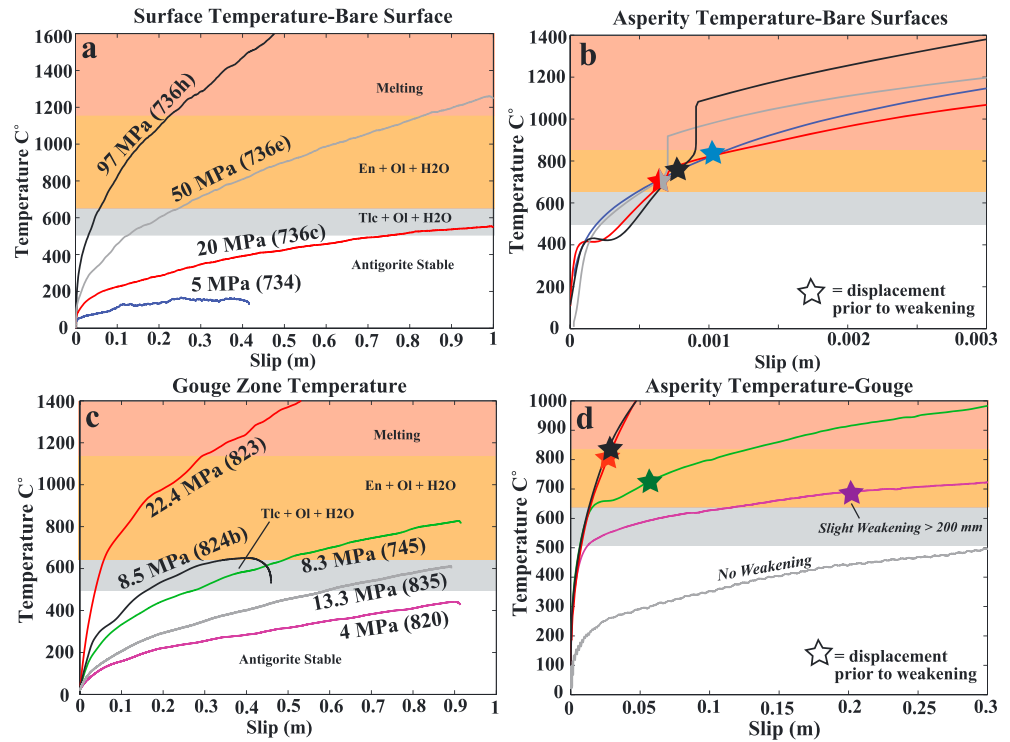 Surface Temperature-Bare Surface
a
Temperature C°
1600
1400
1200
1000
800
600
400
200
0
97 MPa (736h)
50 MPa (736e)
20 MPa (736c)
5 MPa (734)
Melting
En + Ol + H2O
Tlc + Ol + H2O
Antigorite Stable
0 0.1 0.2 0.3 0.4 0.5 0.6 0.7 0.8 0.9 1
Slip (m)
Asperity Temperature-Bare Surfaces
b
Temperature C°
1400
1200
1000
800
600
400
200
0
= displacement
prior to weakening
0 0.001 0.002 0.003
Slip (m)
Gouge Zone Temperature
c
Temperature C°
1400
1200
1000
800
600
400
200
0
22.4 MPa (823)
8.5 MPa (824b)
8.3 MPa (745)
13.3 MPa (835)
4 MPa (820)
Melting
En + Ol + H2O
Tlc + Ol + H2O
Antigorite Stable
0 0.1 0.2 0.3 0.4 0.5 0.6 0.7 0.8 0.9 1
Slip (m)
Asperity Temperature-Gouge
d
Temperature C°
1000
900
800
700
600
500
400
300
200
100
0
Slight Weakening > 200 mm
No Weakening
= displacement
prior to weakening
0 0.05 0.1 0.15 0.2 0.25 0.3
Slip (m)